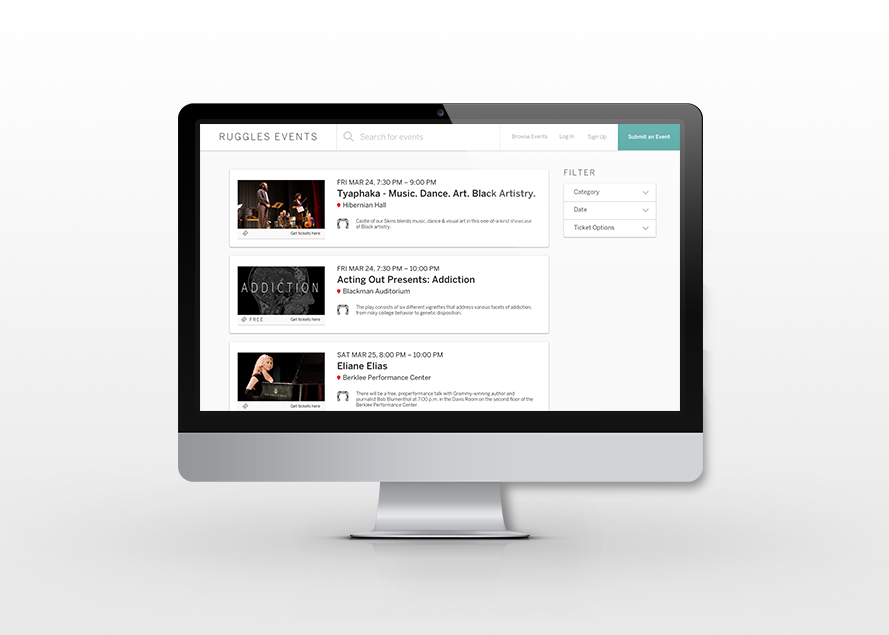 RUGGLES EVENTS
Search for events
Browse Events
Log In
Sign Up
Submit an Event
FRI MAR 24, 7:30 PM – 9:00 PM
Tyaphaka - Music. Dance. Art. Black Artistry.
Hibernian Hall
Castle of our Skins blends music, dance & visual art in this one-of-a-kind showcase
of Black artistry.
Get tickets here
FILTER
Category
Date
Ticket Options
FRI MAR 24, 7:30 PM – 10:00 PM
Acting Out Presents: Addiction
Blackman Auditorium
ADDICTION
The play consists of six different vignettes that address various facets of addiction,
from risky college behavior to genetic disposition.
FREE
Get tickets here
SAT MAR 25, 8:00 PM – 10:00 PM
Eliane Elias
Berklee Performance Center
There will be a free, preperformance talk with Grammy-winning author and
journalist Bob Blumenthal at 7:00 p.m. in the Davis Room on the second floor of the
Berklee Performance Center.
Get tickets here